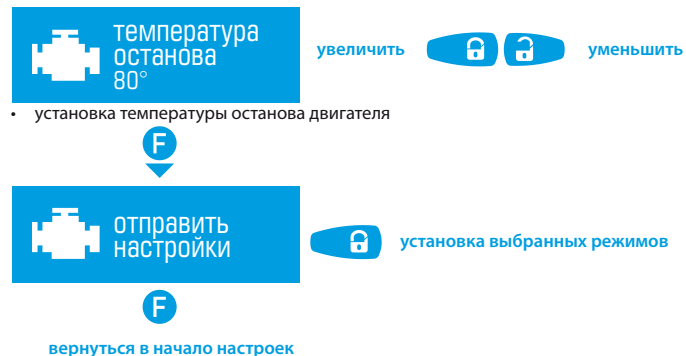 температура
останова
80°
увеличить
уменьшить
• установка температуры останова двигателя
F
отправить
настройки
установка выбранных режимов
F
вернуться в начало настроек